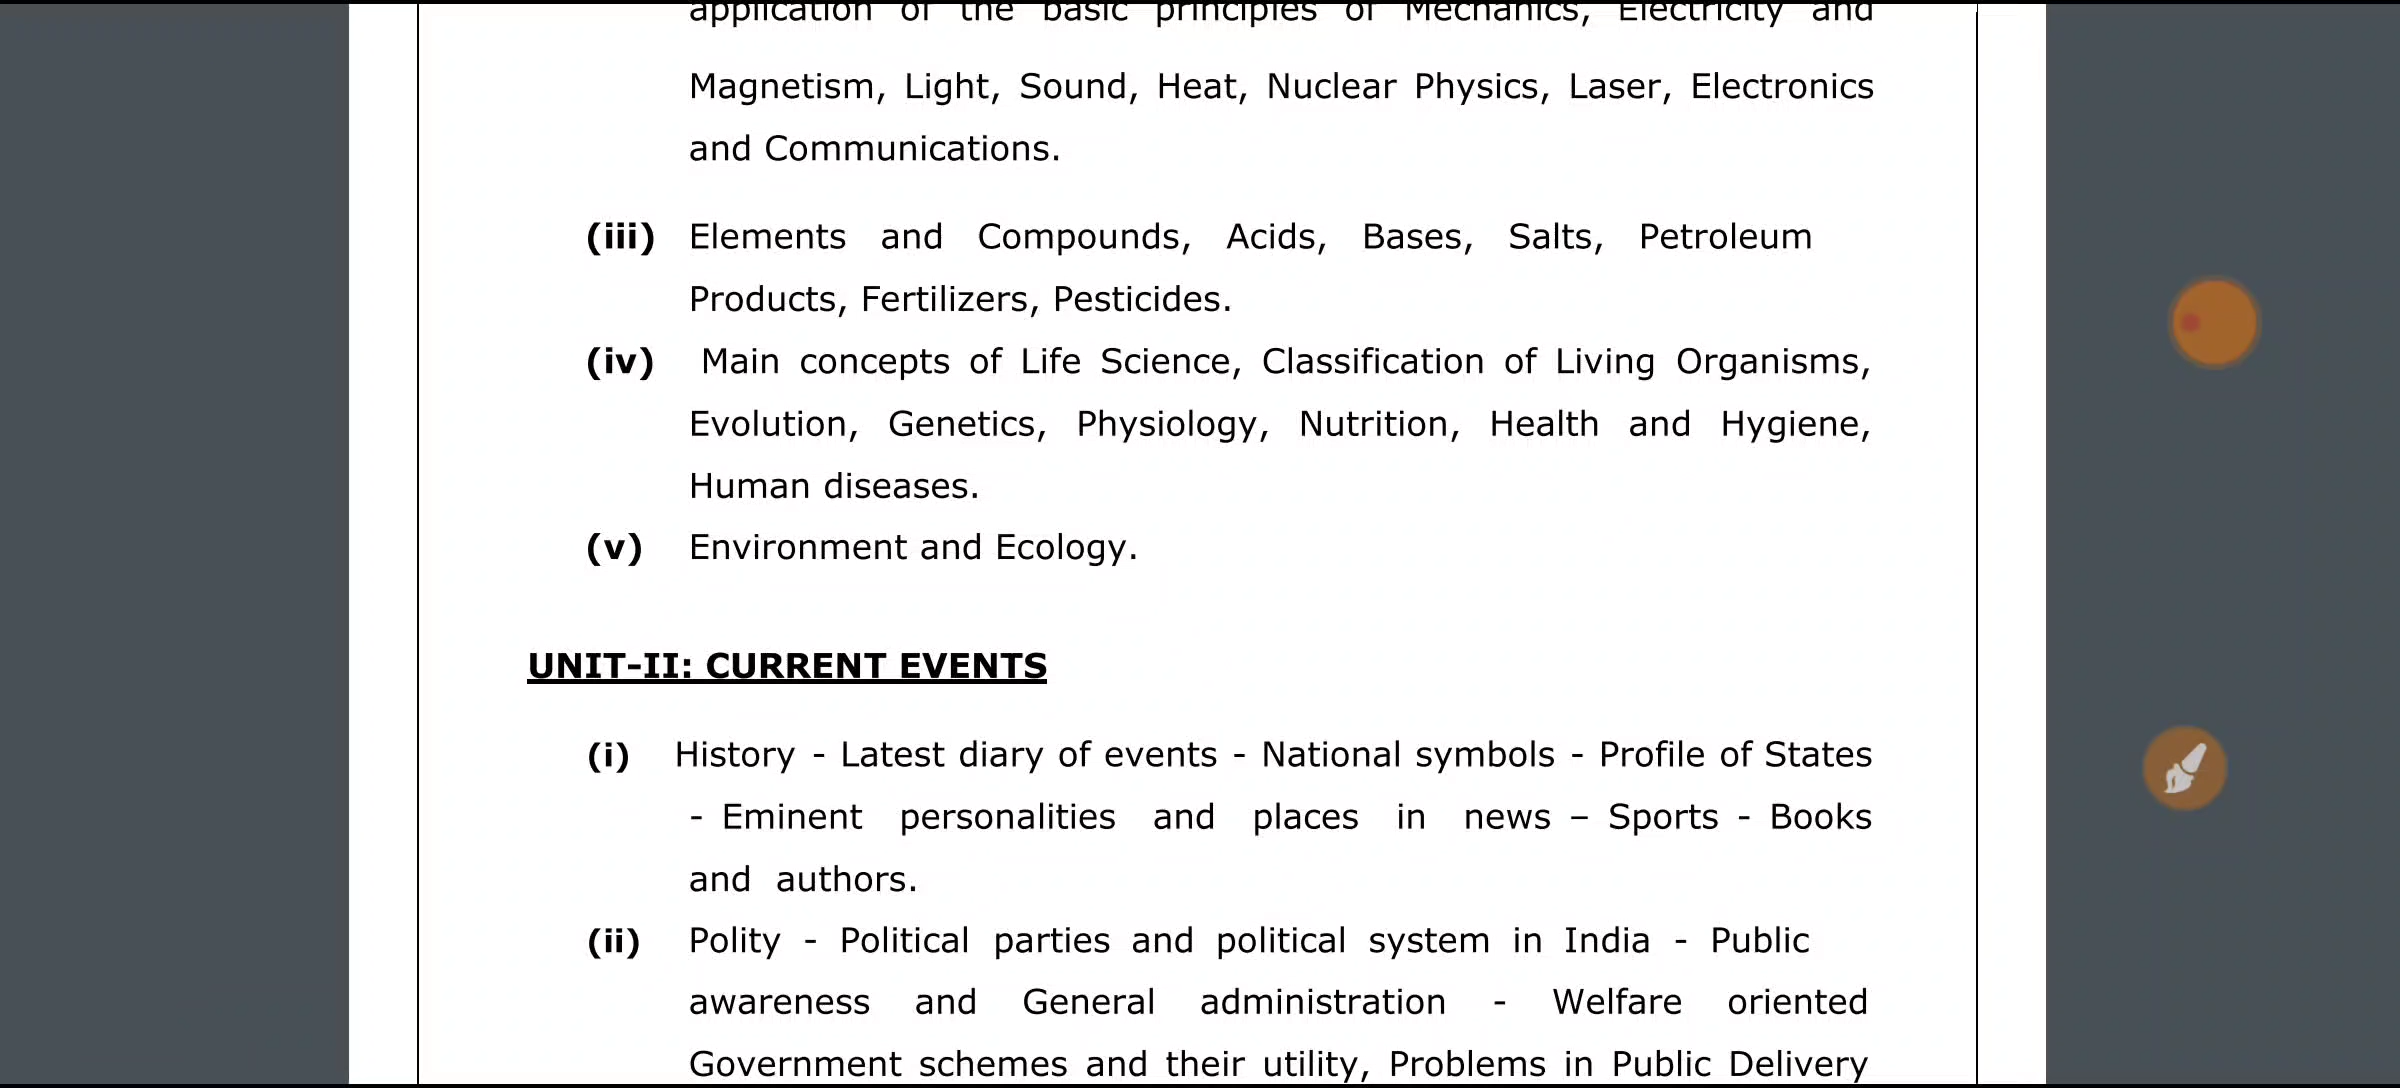 application of the basic principles of Mechanics, Electricity and
Magnetism, Light, Sound, Heat, Nuclear Physics, Laser, Electronics
and Communications.
(iii) Elements and Compounds, Acids, Bases, Salts, Petroleum
Products, Fertilizers, Pesticides.
(iv) Main concepts of Life Science, Classification of Living Organisms,
Evolution, Genetics, Physiology, Nutrition, Health and Hygiene,
Human diseases.
(v) Environment and Ecology.
UNIT-II: CURRENT EVENTS
(i) History - Latest diary of events - National symbols - Profile of States
- Eminent personalities and places in news – Sports - Books
and authors.
(ii) Polity - Political parties and political system in India - Public
awareness and General administration - Welfare oriented
Government schemes and their utility, Problems in Public Delivery